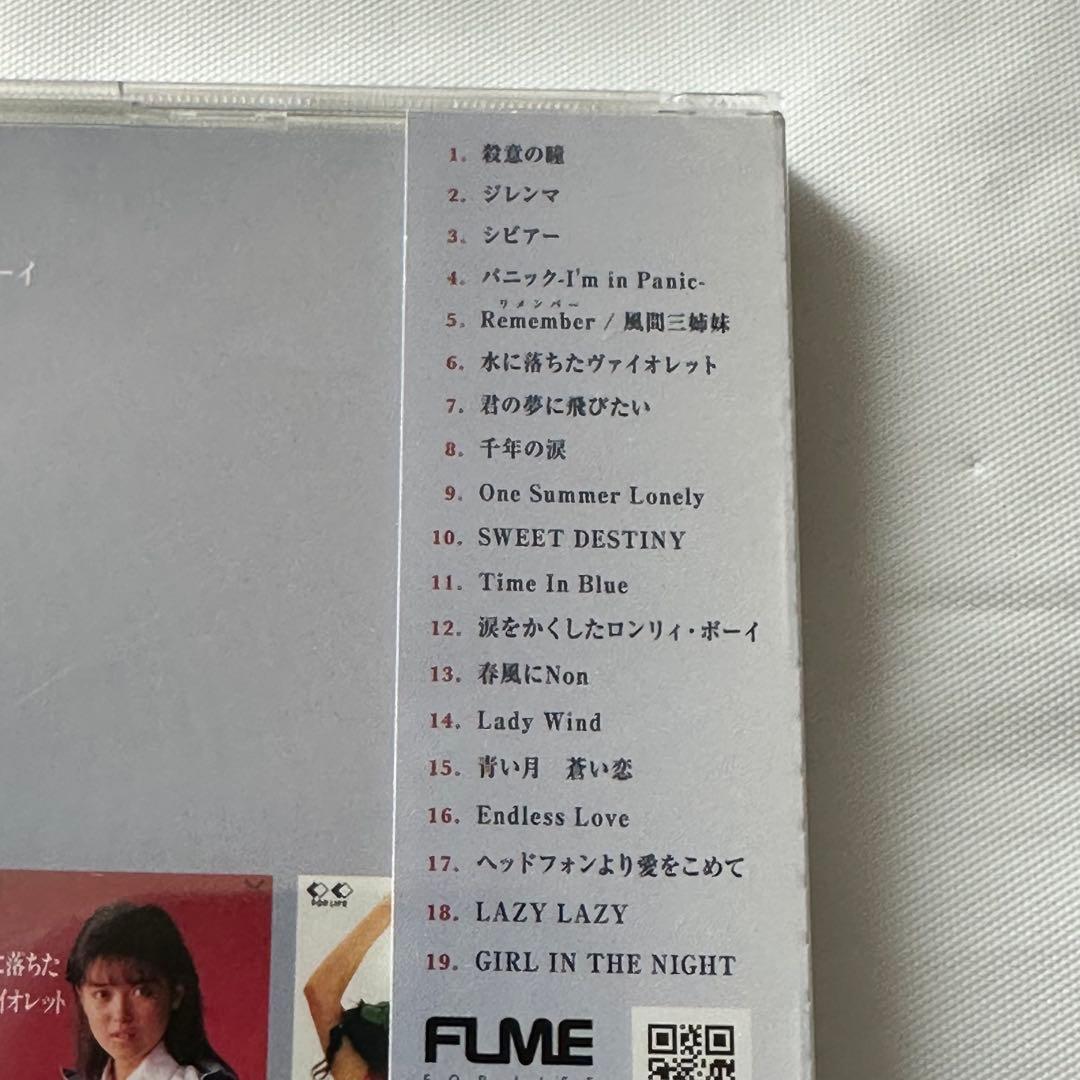 ーイ
1. 殺意の瞳
2. ジレンマ
3. シビアー
4. パニック-I'm in Panic-
リメンバー
5. Remember / 風間三姉妹
6. 水に落ちたヴァイオレット
7. 君の夢に飛びたい
8. 千年の涙
9. One Summer Lonely
10. SWEET DESTINY
11. Time In Blue
12. 涙をかくしたロンリィ・ボーイ
13. 春風にNon
14. Lady Wind
15. 青い月　蒼い恋
16. Endless Love
17. ヘッドフォンより愛をこめて
18. LAZY LAZY
19. GIRL IN THE NIGHT
に落ちた
イオレット
FOR LIFE
FLME